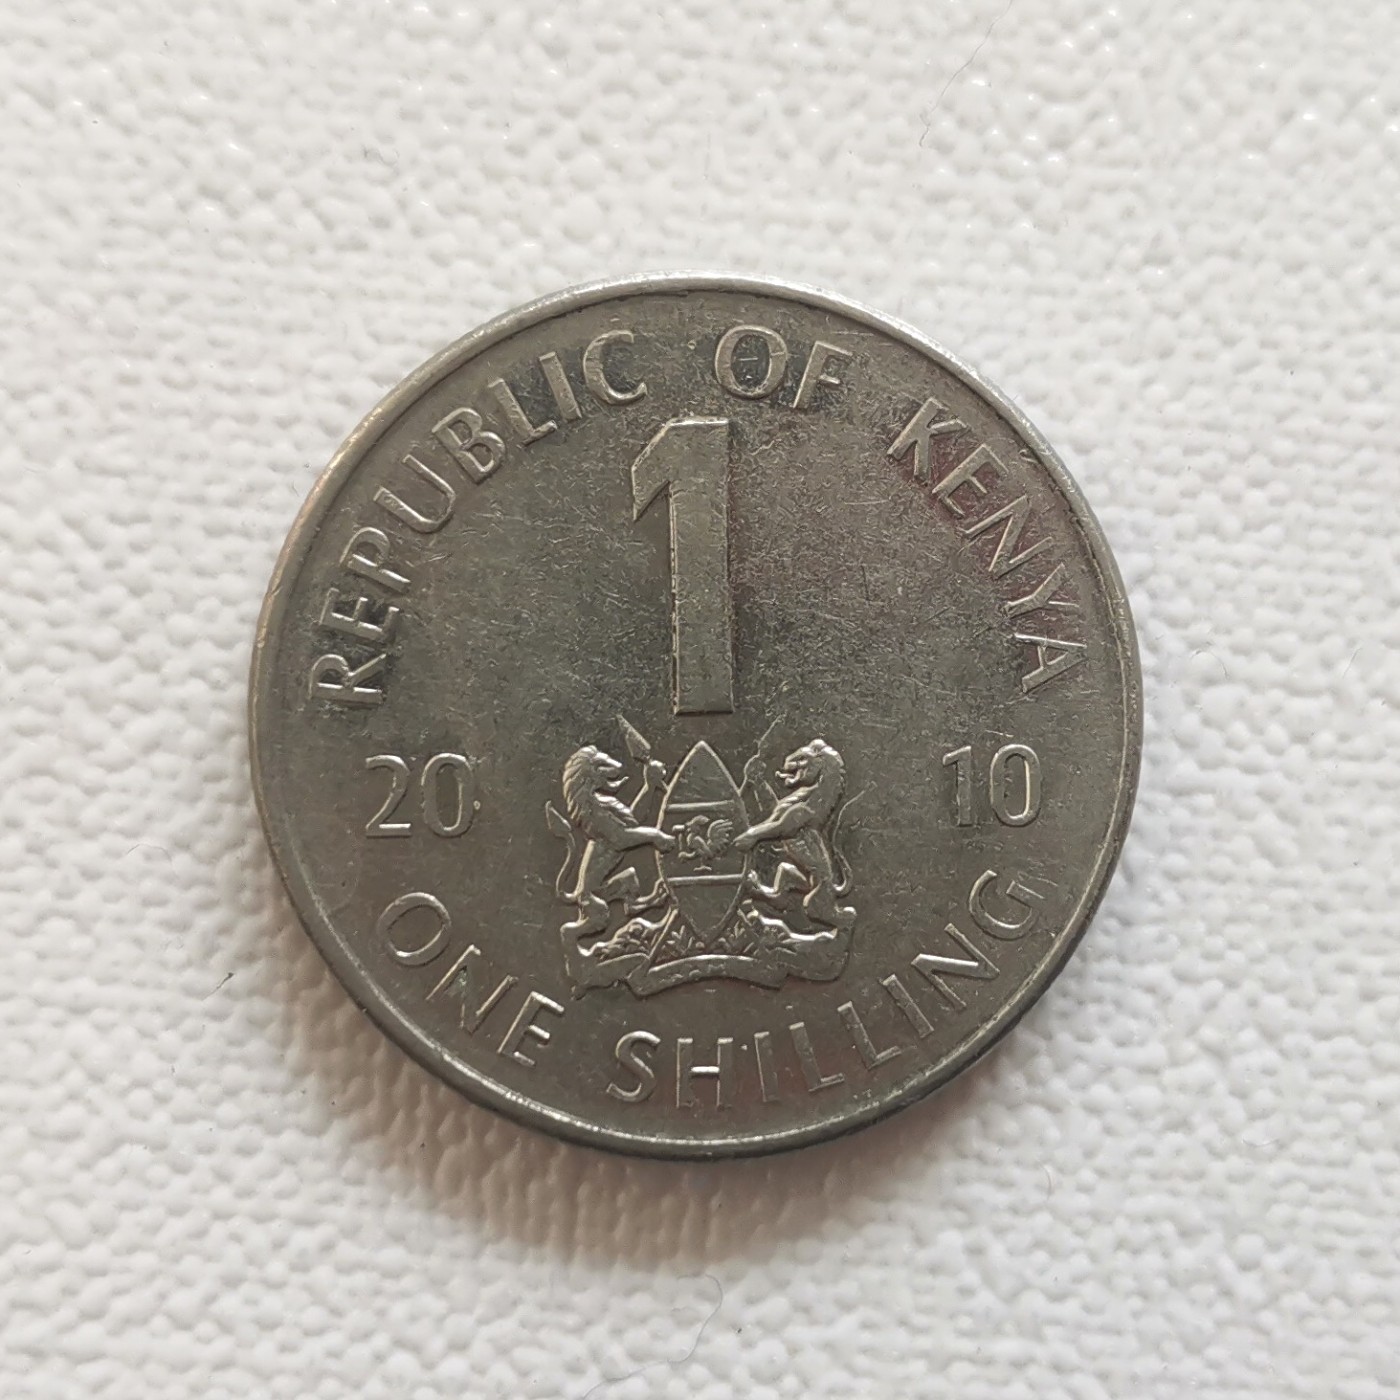 REPUBLIC OF KENYA
1
20 10
ONE SHILLING